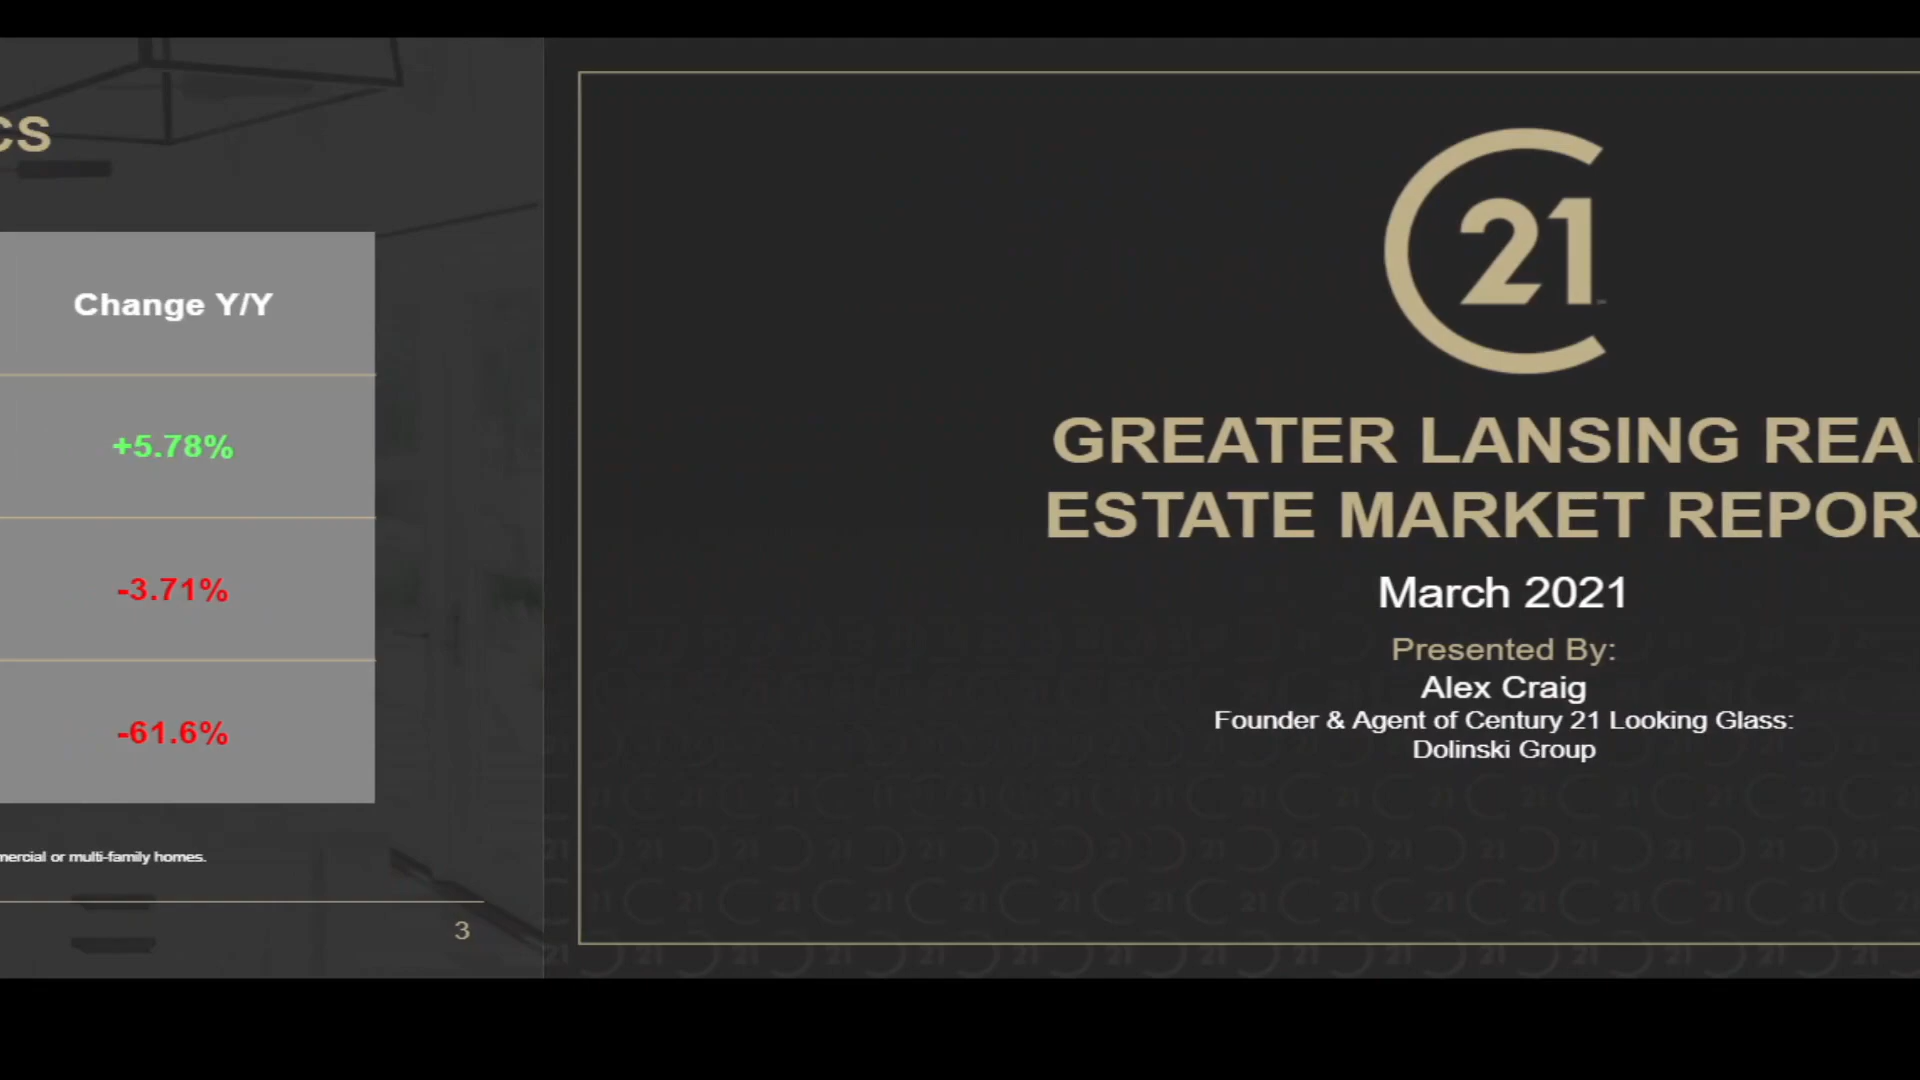 CS
Change Y/Y
+5.78%
-3.71%
-61.6%
or multi-family homes.
3
21
GREATER LANSING REA
ESTATE MARKET REPOR
March 2021
Presented By:
Alex Craig
Founder & Agent of Century 21 Looking Glass:
Dolinski Group